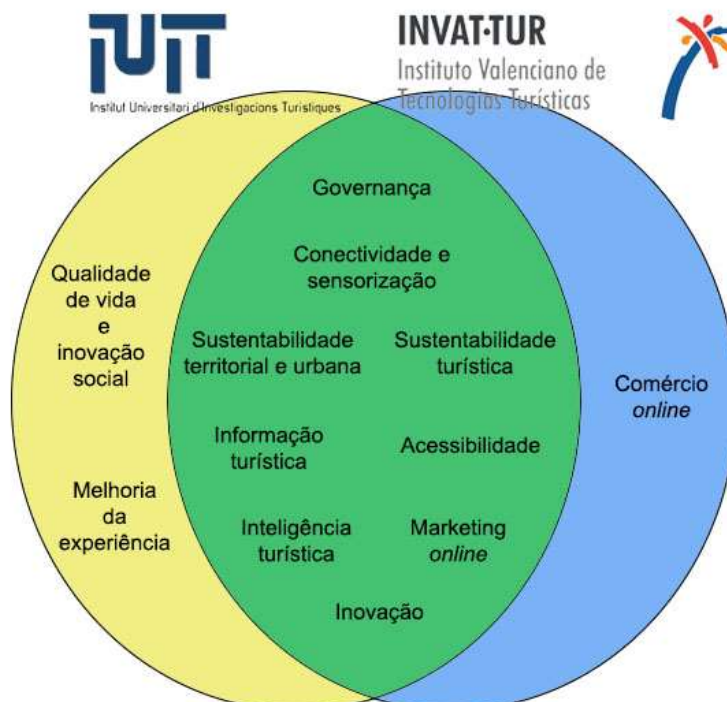 IUIT
Institut Universitari d'Investigacions Turístiques
INVAT·TUR
Instituto Valenciano de
Tecnologías Turísticas
Governança
Conectividade e
sensorização
Qualidade
de vida
e
inovação
social
Sustentabilidade
territorial e urbana
Sustentabilidade
turística
Comércio
online
Informação
turística
Acessibilidade
Melhoria
da
experiência
Inteligência
turística
Marketing
online
Inovação